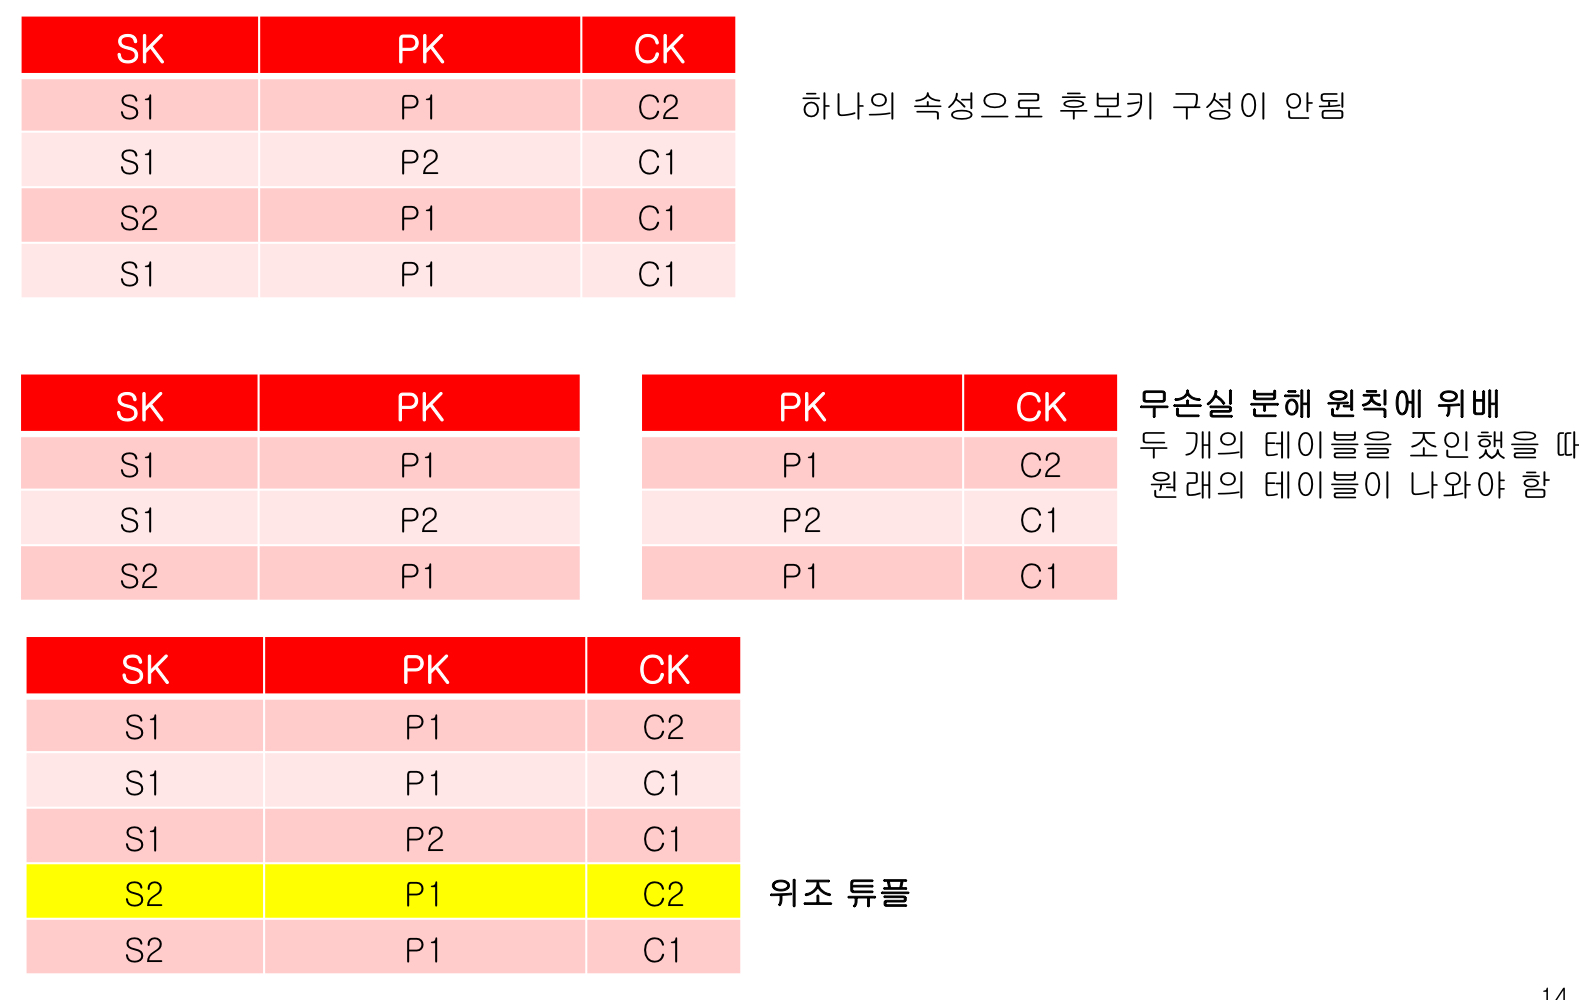 SK PK CK
S1 P1 C2 하나의 속성으로 후보키 구성이 안됨
S1 P2 C1
S2 P1 C1
S1 P1 C1
SK PK
S1 P1
S1 P2
S2 P1
PK CK
P1 C2
P2 C1
P1 C1
무손실 분해 원칙에 위배
두 개의 테이블을 조인했을
원래의 테이블이 나와야 함
SK PK CK
S1 P1 C2
S1 P1 C1
S1 P2 C1
S2 P1 C2 위조 튜플
S2 P1 C1
14